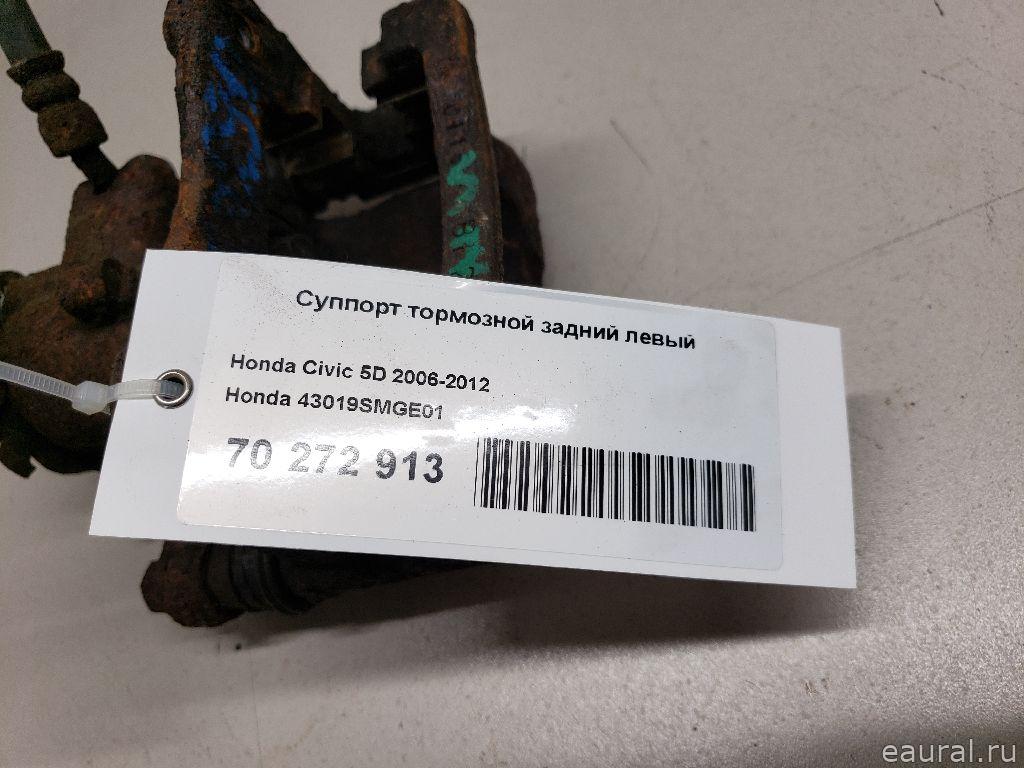 Суппорт тормозной задний левый
Honda Civic 5D 2006-2012
Honda 43019SMGE01
70 272 913
eaural.ru